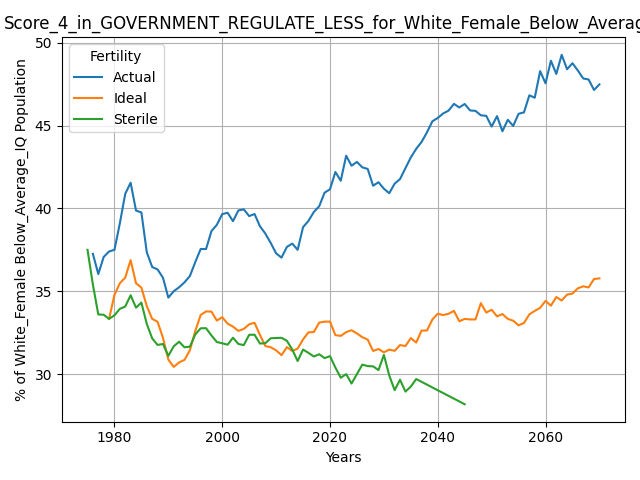 Score_4_in_GOVERNMENT_REGULATE_LESS_for_White_Female_Below_Averag
% of White_Female Below_Average_IQ Population
50
45
40
35
30
Fertility
Actual
Ideal
Sterile
1980
2000
2020
2040
2060
Years